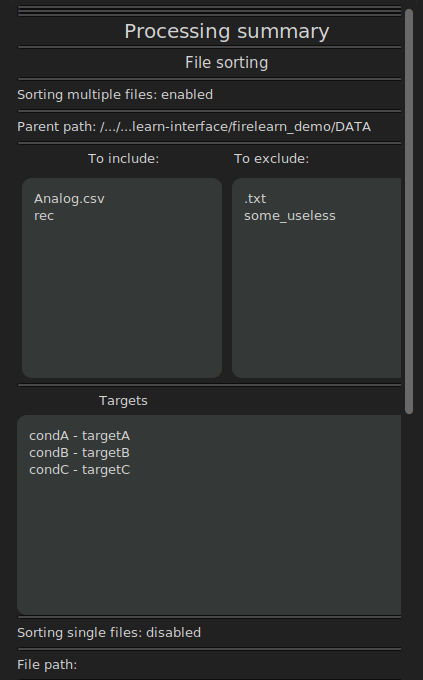 Processing summary
File sorting
Sorting multiple files: enabled
Parent path: /.../...learn-interface/firelearn_demo/DATA
To include: To exclude:
Analog.csv
rec
.txt
some_useless
Targets
condA - targetA
condB - targetB
condC - targetC
Sorting single files: disabled
File path: